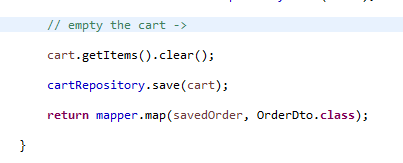 // empty the cart ->
cart.getItems().clear();
cartRepository.save(cart);
return mapper.map(savedOrder, OrderDto.class);
}